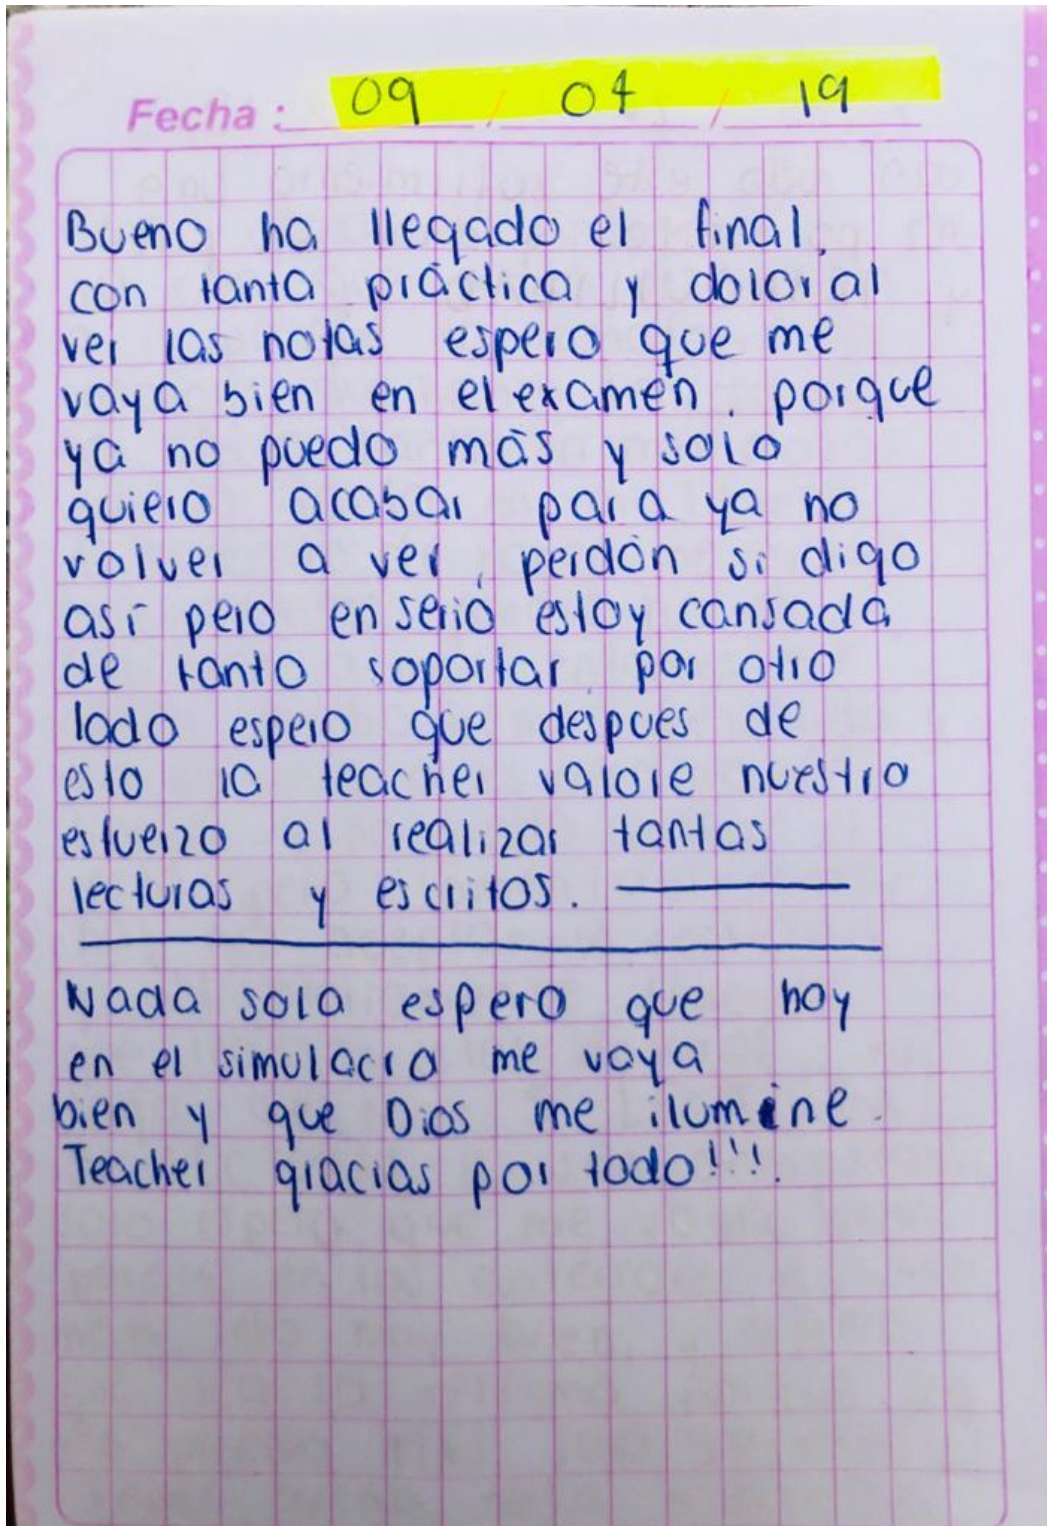 Fecha : 09 / 04 / 19
Bueno ha llegado el final,
con tanta práctica y dolor al
ver las notas espero que me
vaya bien en el examén. porque
ya no puedo más y solo
quiero acabar para ya no
volver a ver, perdón si digo
así pero en serio estoy cansada
de tanto soportar, por otro
lado espero que despues de
esto la teacher valore nuestro
esfuerzo al realizar tantas
lecturas y escritos.
Nada solo espero que hoy
en el simulacro me vaya
bien y que Dios me ilumine.
Teacher gracias por todo!!!.